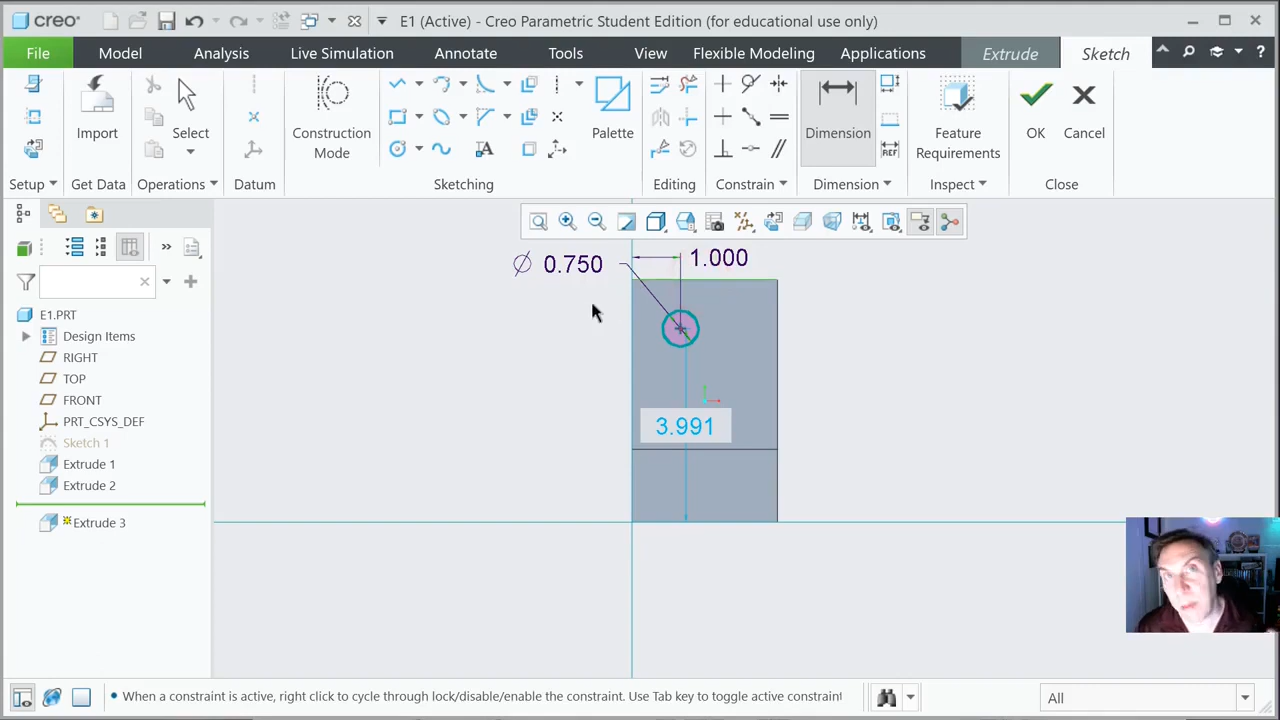 creo
E1 (Active) - Creo Parametric Student Edition (for educational use only)
File Model Analysis Live Simulation Annotate Tools View Flexible Modeling Applications Extrude Sketch
Import Select Construction Mode Palette Dimension Feature Requirements OK Cancel
REF
Setup Get Data Operations Datum Sketching Editing Constrain Dimension Inspect Close
Ø 0.750
1.000
3.991
E1.PRT
Design Items
RIGHT
TOP
FRONT
PRT_CSYS_DEF
Sketch 1
Extrude 1
Extrude 2
Extrude 3
When a constraint is active, right click to cycle through lock/disable/enable the constraint. Use Tab key to toggle active constraint
All